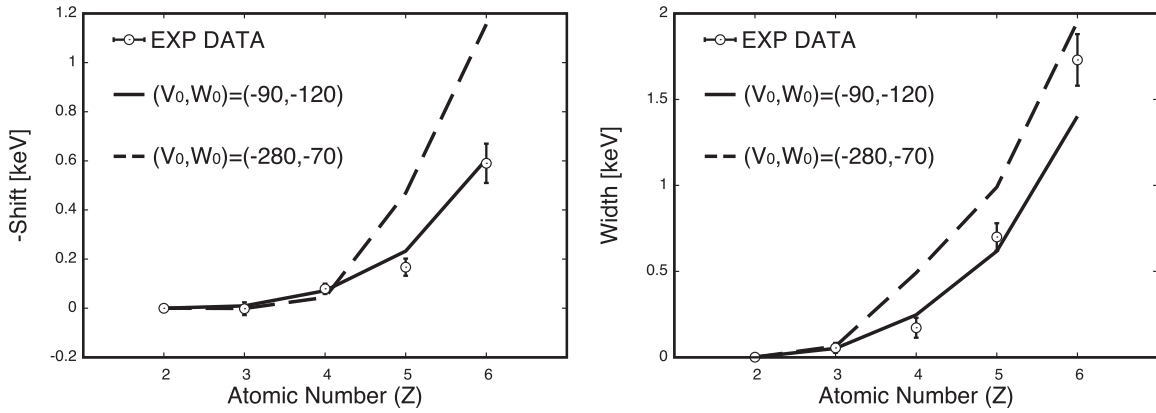 1.2
1
0.8
0.6
0.4
0.2
0
-0.2
-Shift [keV]
EXP DATA
(V0,W0)=(-90,-120)
(V0,W0)=(-280,-70)
2 3 4 5 6
Atomic Number (Z)
2
1.5
1
0.5
0
Width [keV]
EXP DATA
(V0,W0)=(-90,-120)
(V0,W0)=(-280,-70)
2 3 4 5 6
Atomic Number (Z)